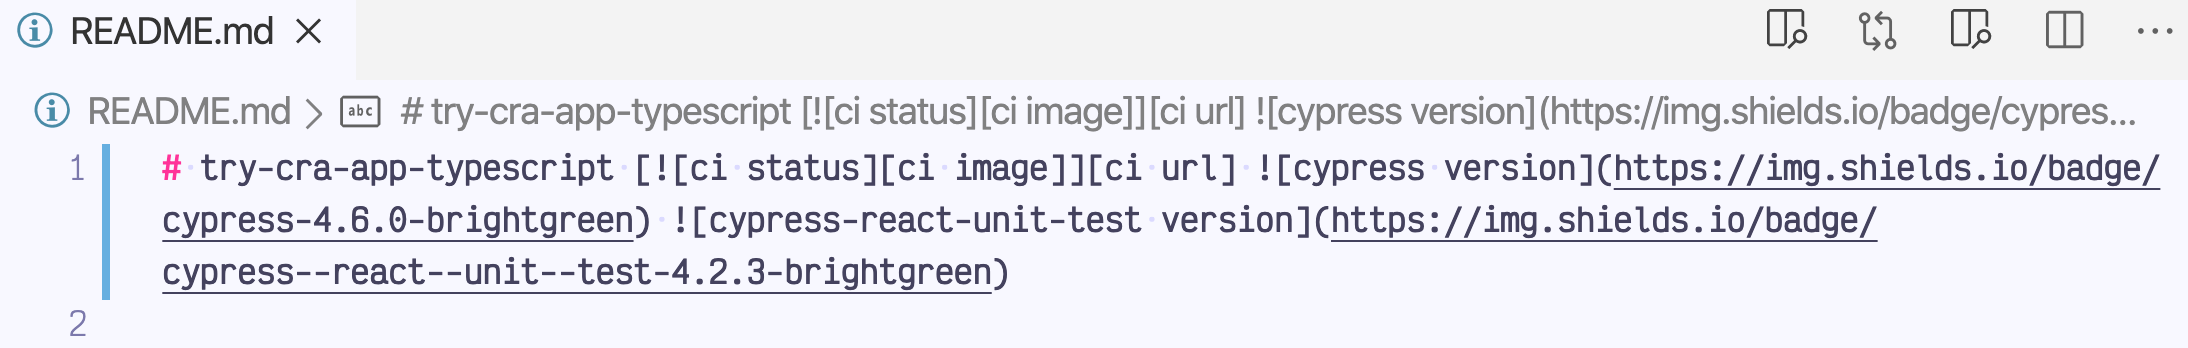 README.md
README.md > abc # try-cra-app-typescript [![ci status][ci image]][ci url] ![cypress version](https://img.shields.io/badge/cypres...
1 # try-cra-app-typescript [![ci status][ci image]][ci url] ![cypress version](https://img.shields.io/badge/
cypress-4.6.0-brightgreen) ![cypress-react-unit-test version](https://img.shields.io/badge/
cypress--react--unit--test-4.2.3-brightgreen)
2